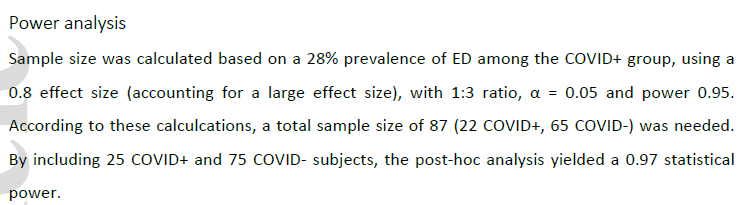 Power analysis
Sample size was calculated based on a 28% prevalence of ED among the COVID+ group, using a
0.8 effect size (accounting for a large effect size), with 1:3 ratio, α = 0.05 and power 0.95.
According to these calculcations, a total sample size of 87 (22 COVID+, 65 COVID-) was needed.
By including 25 COVID+ and 75 COVID- subjects, the post-hoc analysis yielded a 0.97 statistical
power.